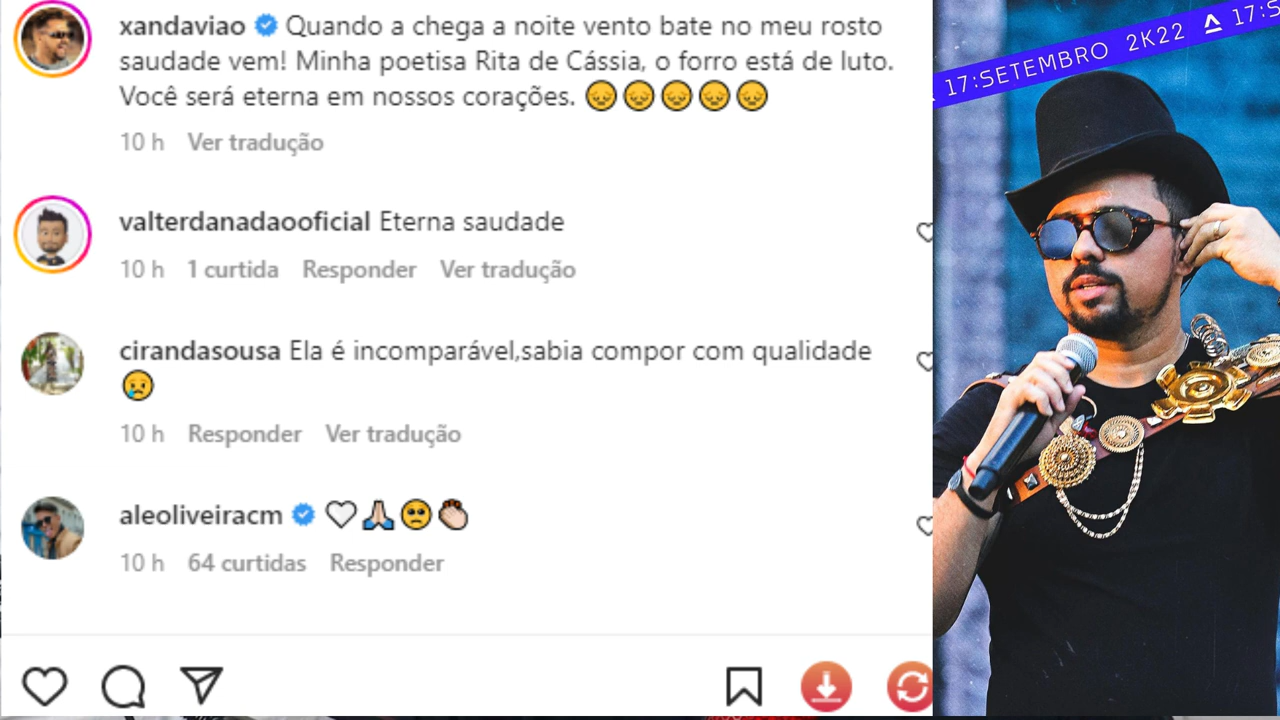 xandaviao Quando a chega a noite vento bate no meu rosto
saudade vem! Minha poetisa Rita de Cássia, o forro está de luto.
Você será eterna em nossos corações. 😞😞😞😞😞
10 h Ver tradução
valterdanadaooficial Eterna saudade
10 h 1 curtida Responder Ver tradução
cirandasousa Ela é incomparável,sabia compor com qualidade
😢
10 h Responder Ver tradução
aleoliveiracm 🤍🙏🏻🥺👏🏻
10 h 64 curtidas Responder
17:SETEMBRO 2K22 17:S